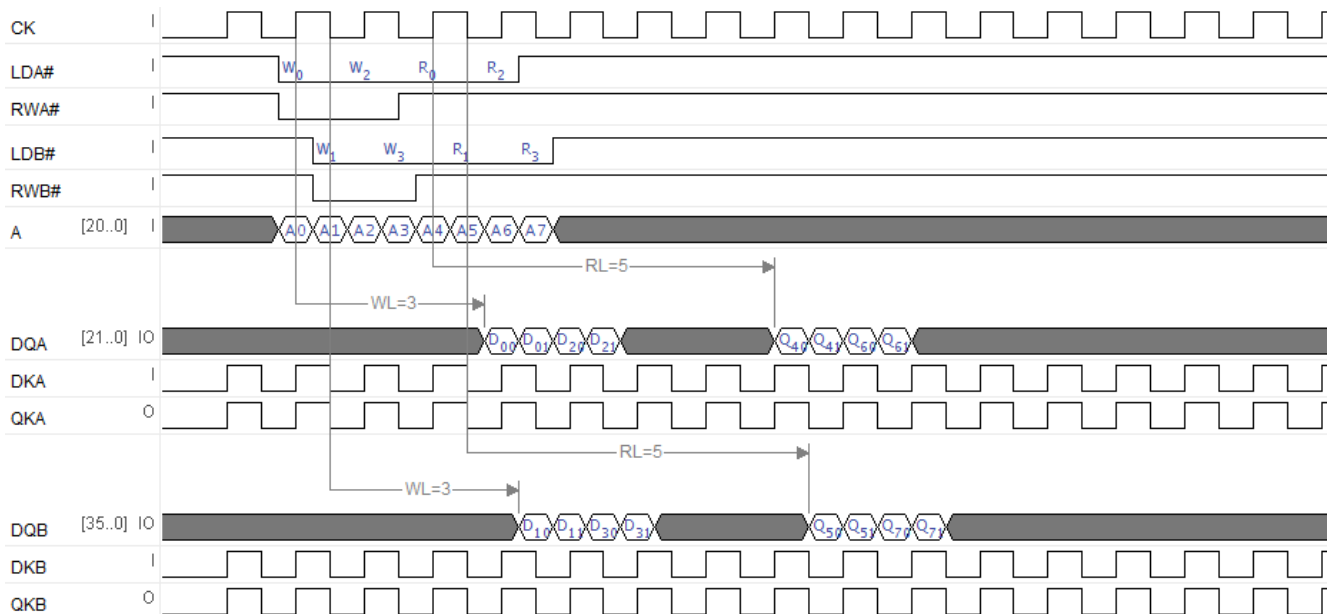 CK I
LDA# I W0 W2 R0 R2
RWA# I
LDB# I W1 W3 R1 R3
RWB# I
A [20..0] I A0 A1 A2 A3 A4 A5 A6 A7
RL=5
WL=3
DQA [21..0] IO D00 D01 D20 D21 Q40 Q41 Q60 Q61
DKA I
QKA O
RL=5
WL=3
DQB [35..0] IO D10 D11 D30 D31 Q50 Q51 Q70 Q71
DKB I
QKB O